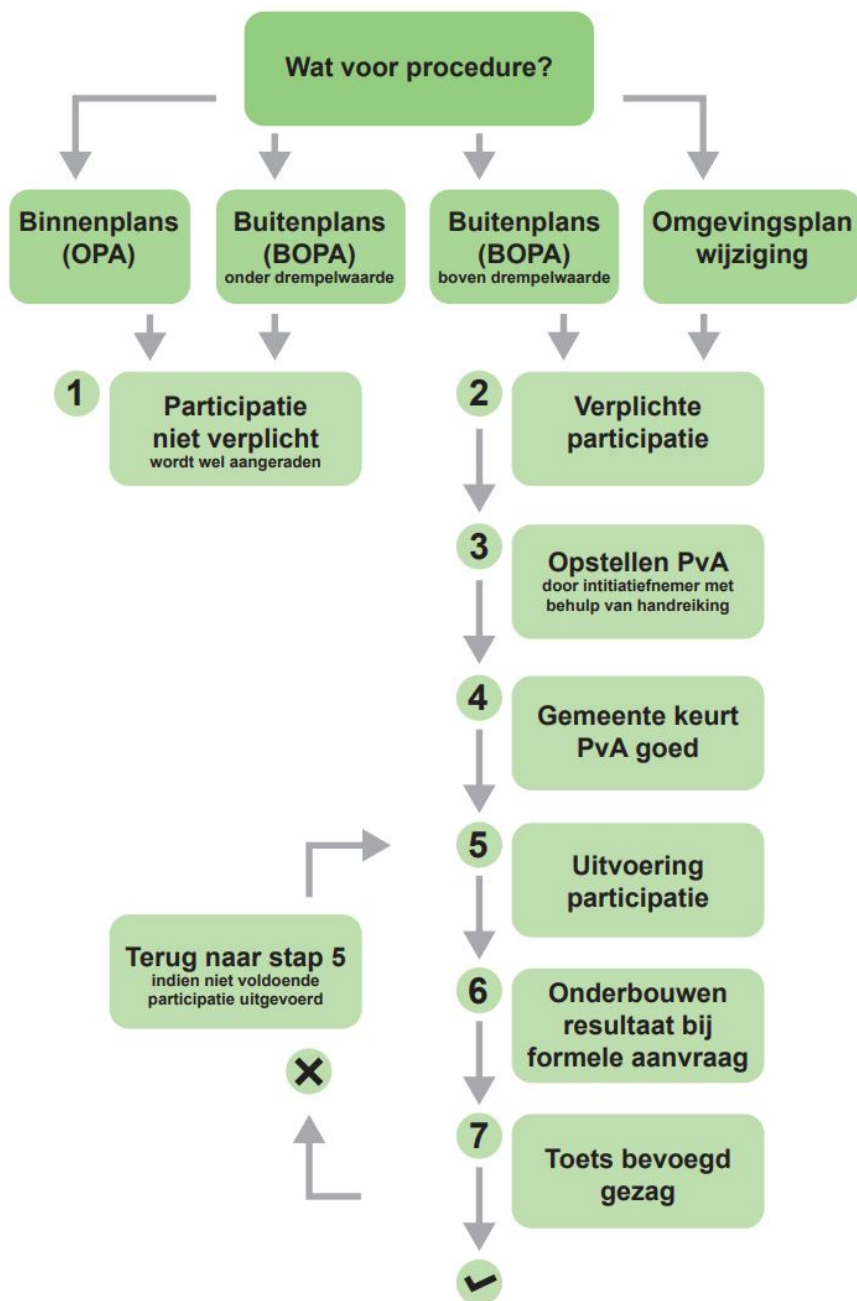 Wat voor procedure?
Binnenplans
(OPA)
Buitenplans
(BOPA)
onder drempelwaarde
Buitenplans
(BOPA)
boven drempelwaarde
Omgevingsplan
wijziging
1
Participatie
niet verplicht
wordt wel aangeraden
2
Verplichte
participatie
3
Opstellen PvA
door intitiatiefnemer met
behulp van handreiking
4
Gemeente keurt
PvA goed
5
Uitvoering
participatie
Terug naar stap 5
indien niet voldoende
participatie uitgevoerd
6
Onderbouwen
resultaat bij
formele aanvraag
7
Toets bevoegd
gezag